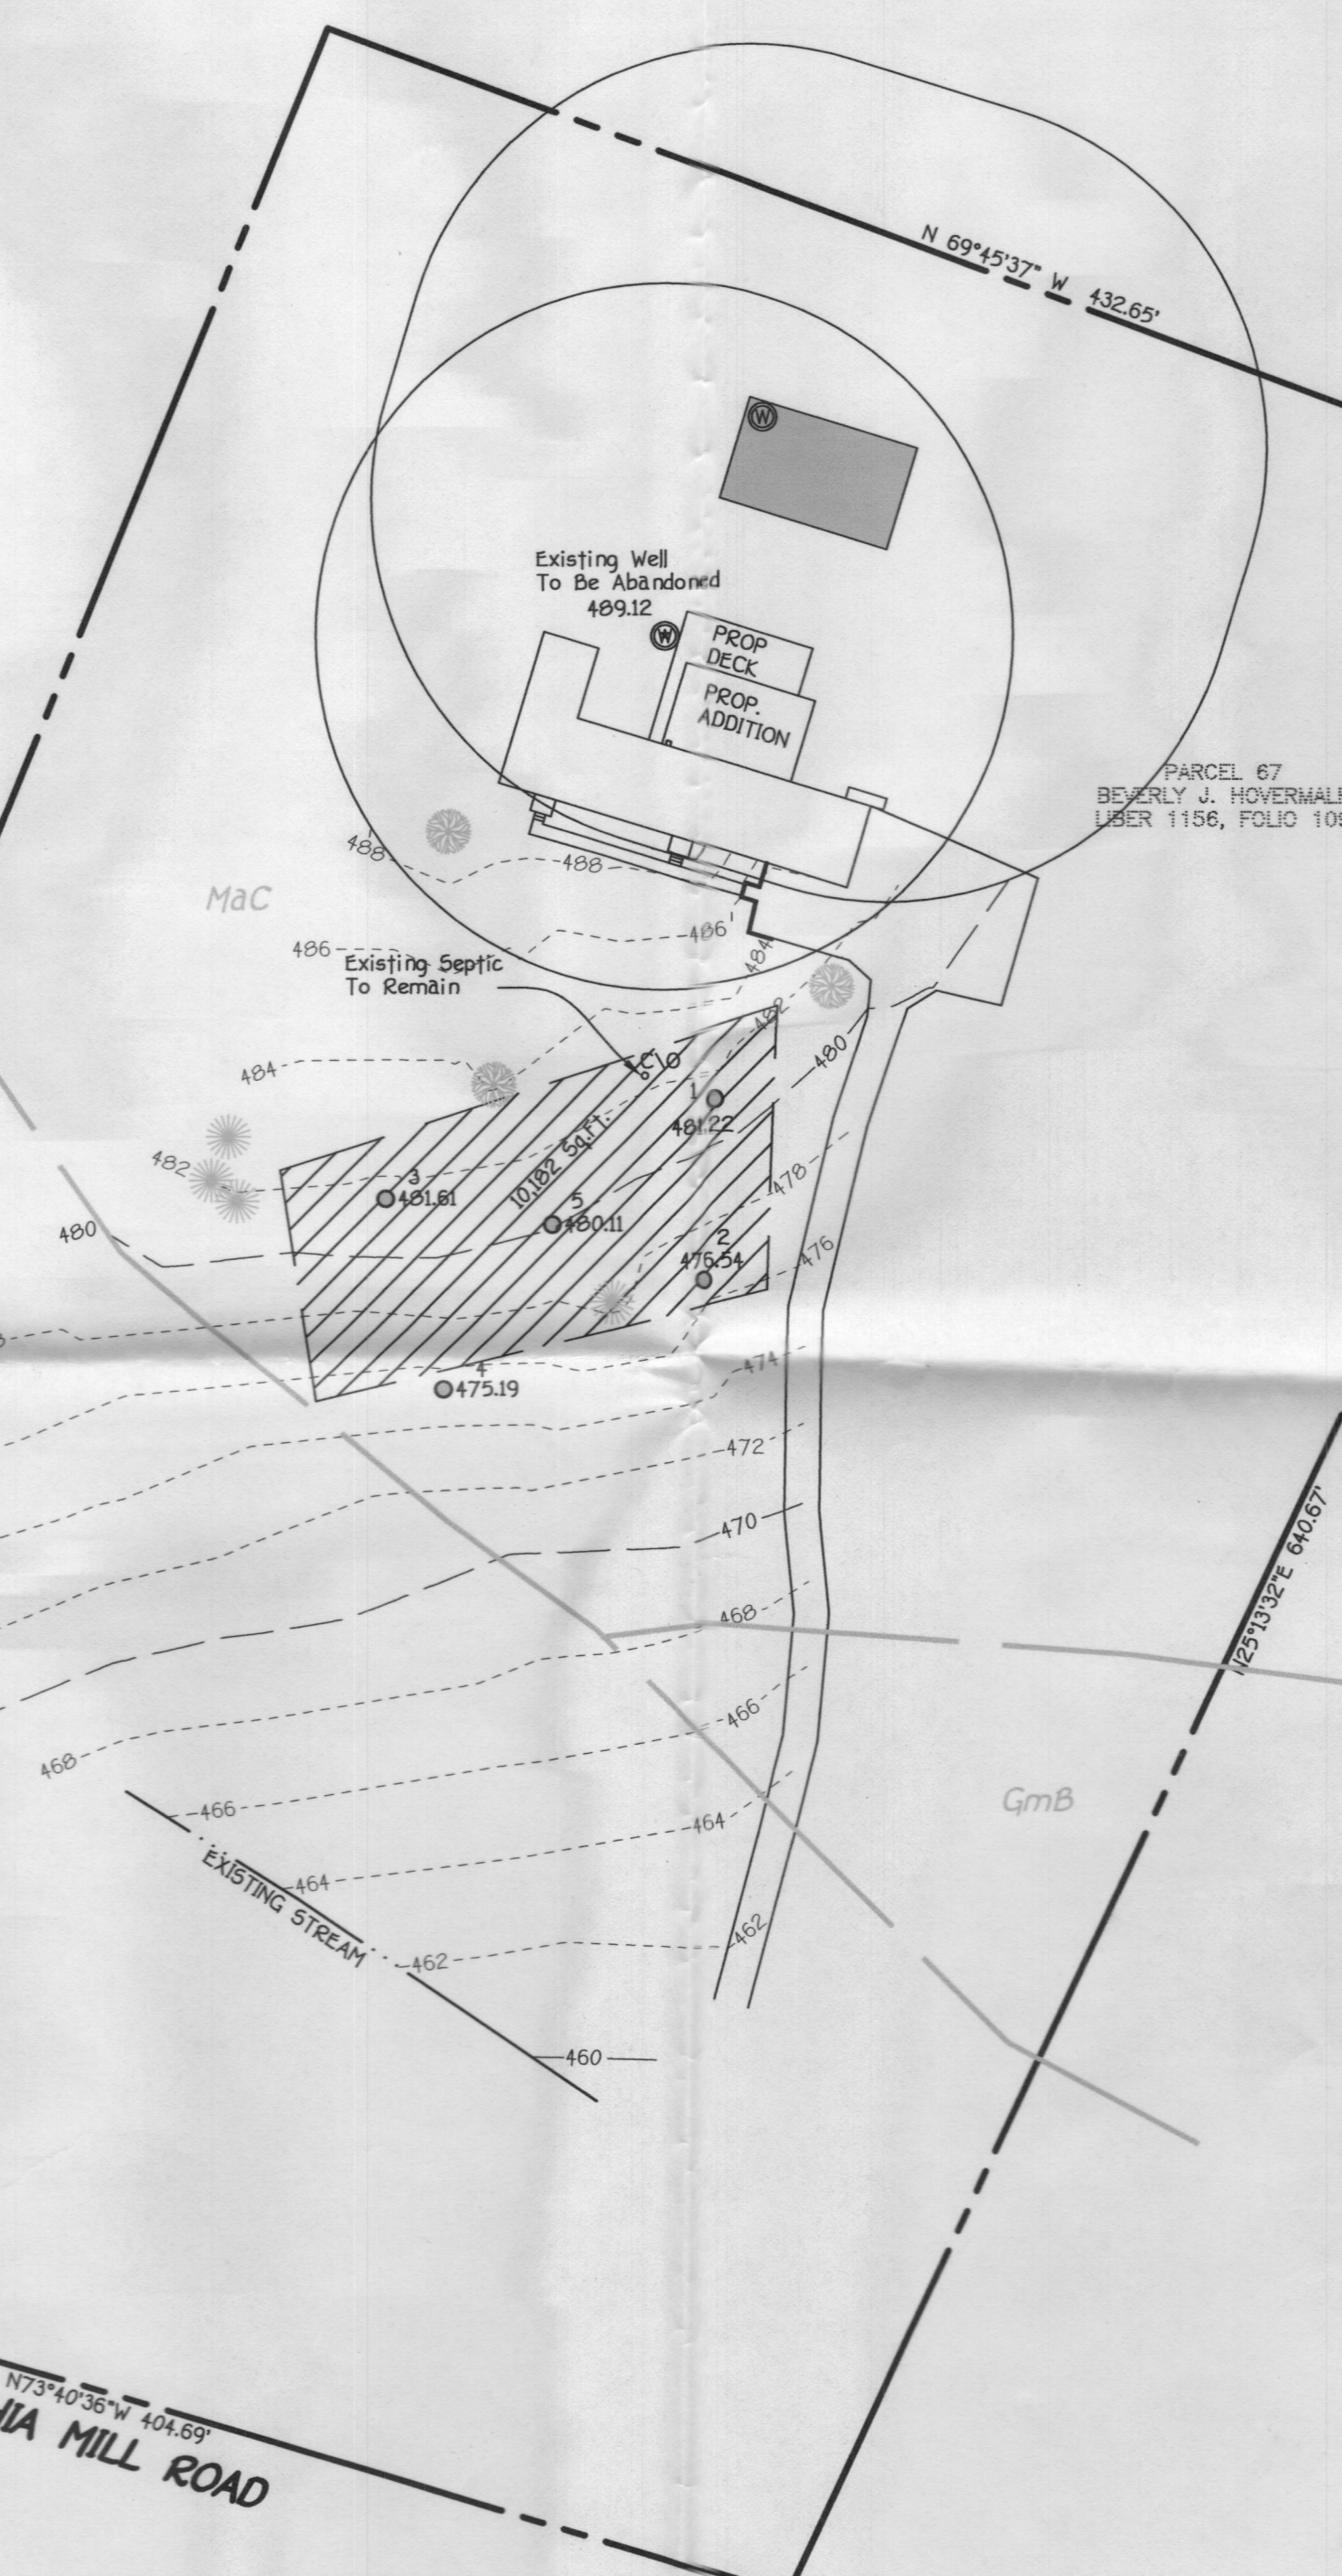 N 69°45'37" W 432.65'
W
Existing Well
To Be Abandoned
489.12
W
PROP
DECK
PROP.
ADDITION
PARCEL 67
BEVERLY J. HOVERMALE
LIBER 1156, FOLIO 109
488
488
MaC
486
486
484
Existing Septic
To Remain
482
C/O
480
484
1
481.22
10,182 Sq.Ft.
482
3
481.61
478
5
480.11
480
2
476.54
476
474
4
475.19
472
N25°13'32"E 640.67'
470
468
466
468
GmB
466
464
EXISTING STREAM
464
462
462
460
N73°40'36"W 404.69'
MILL ROAD